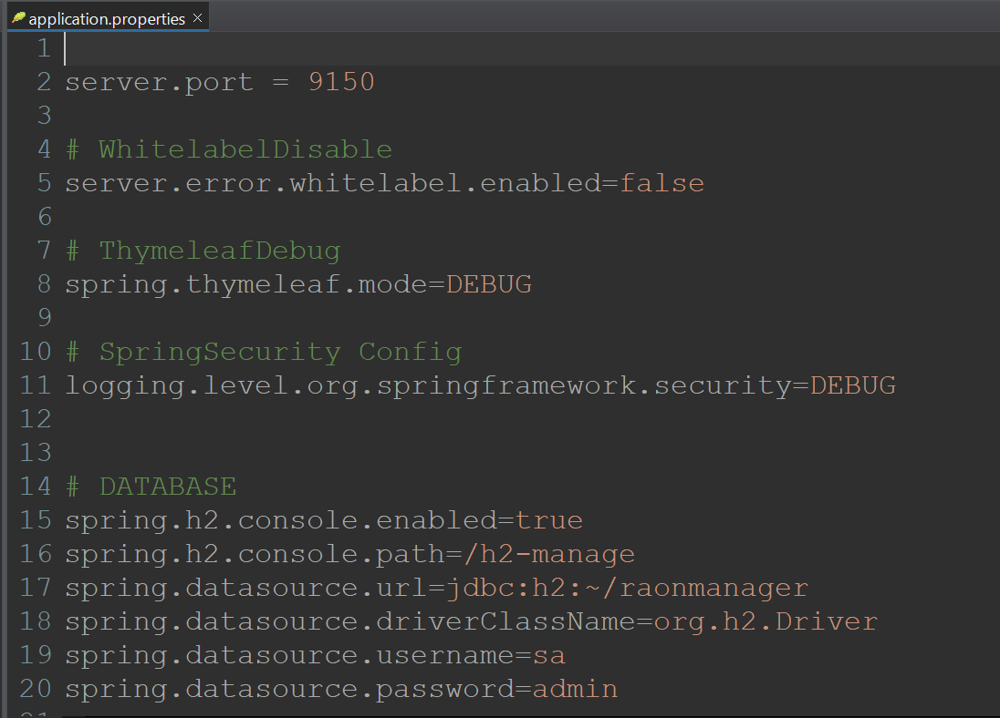 application.properties
1
2 server.port = 9150
3
4 # WhitelabelDisable
5 server.error.whitelabel.enabled=false
6
7 # ThymeleafDebug
8 spring.thymeleaf.mode=DEBUG
9
10 # SpringSecurity Config
11 logging.level.org.springframework.security=DEBUG
12
13
14 # DATABASE
15 spring.h2.console.enabled=true
16 spring.h2.console.path=/h2-manage
17 spring.datasource.url=jdbc:h2:~/raonmanager
18 spring.datasource.driverClassName=org.h2.Driver
19 spring.datasource.username=sa
20 spring.datasource.password=admin